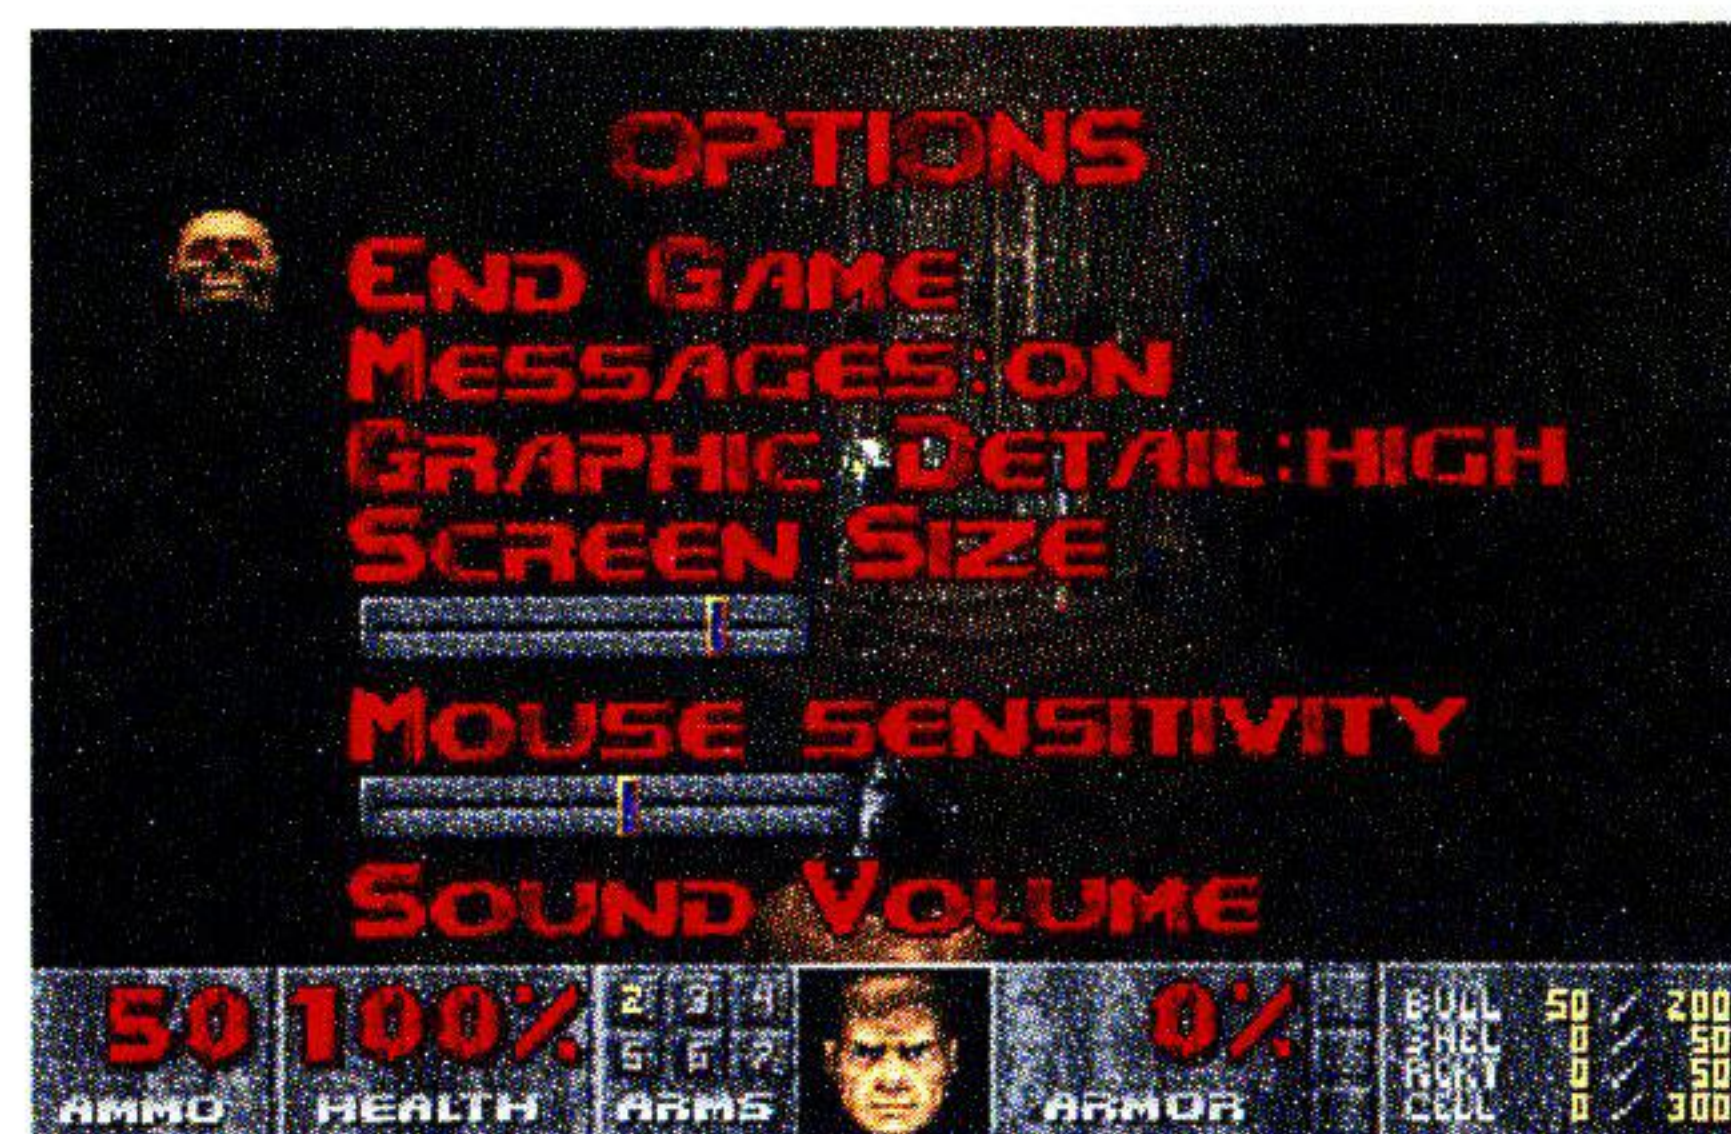 OPTIONS
END GAME
MESSAGES:ON
GRAPHIC DETAIL:HIGH
SCREEN SIZE
MOUSE SENSITIVITY
SOUND VOLUME
50 100% 2 3 4 0% BULL 50 / 200
SHEL 0 / 50
5 6 7 RCKT 0 / 50
AMMO HEALTH ARMS ARMOR CELL 0 / 300